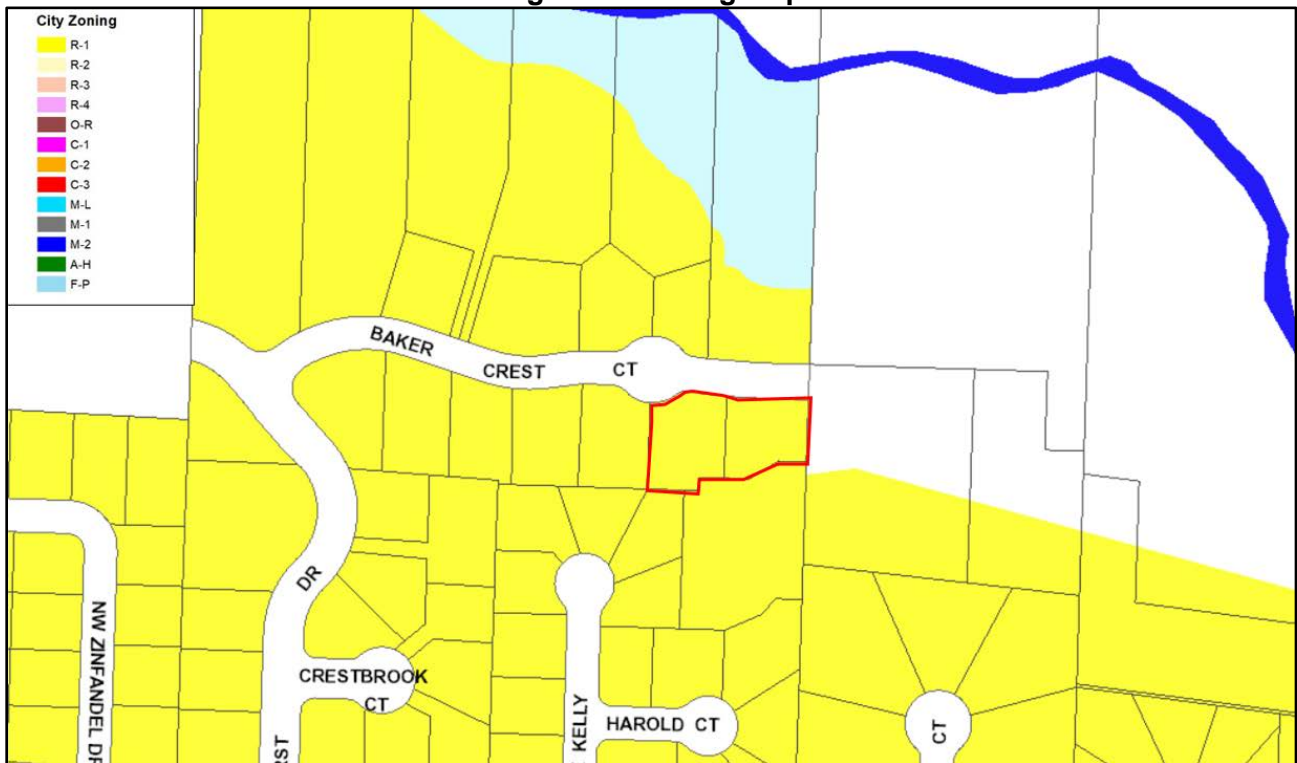 City Zoning
R-1
R-2
R-3
R-4
O-R
C-1
C-2
C-3
M-L
M-1
M-2
A-H
F-P
BAKER
CREST
CT
DR
NW ZINFANDEL DR
CRESTBROOK
CT
KELLY
HAROLD CT
CT